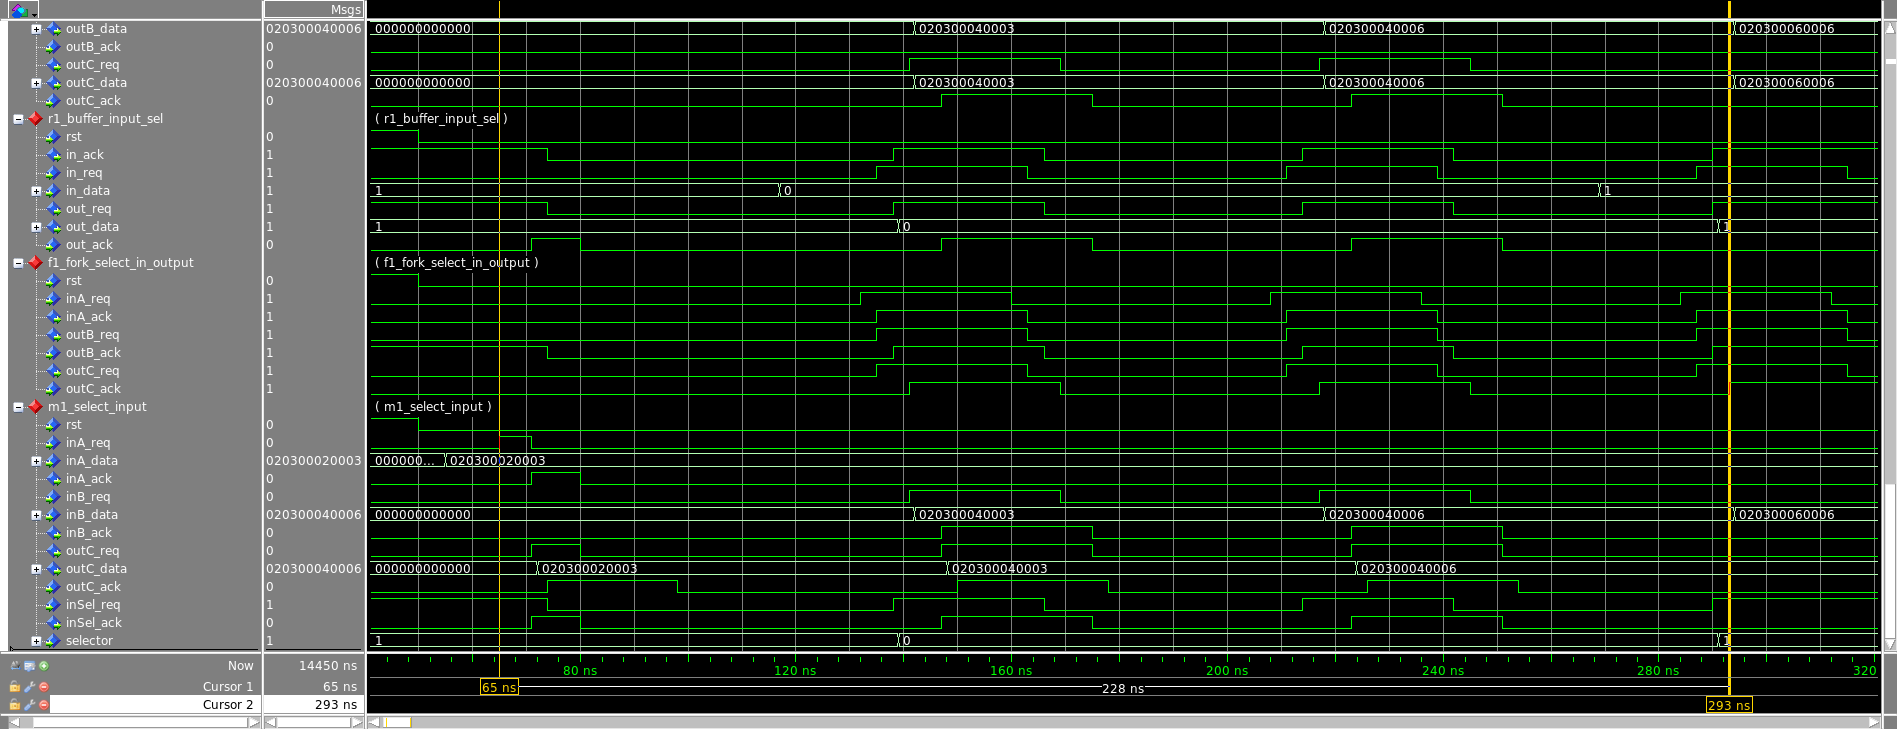 Msgs
outB_data 020300040006 000000000000 020300040003 020300040006 020300060006
outB_ack 0
outC_req 0
outC_data 020300040006 000000000000 020300040003 020300040006 020300060006
outC_ack 0
r1_buffer_input_sel ( r1_buffer_input_sel )
rst 0
in_ack 1
in_req 1
in_data 1 1 0 1
out_req 1
out_data 1 1 0 1
out_ack 0
f1_fork_select_in_output ( f1_fork_select_in_output )
rst 0
inA_req 1
inA_ack 1
outB_req 1
outB_ack 1
outC_req 1
outC_ack 1
m1_select_input ( m1_select_input )
rst 0
inA_req 0
inA_data 020300020003 000000... 020300020003
inA_ack 0
inB_req 0
inB_data 020300040006 000000000000 020300040003 020300040006 020300060006
inB_ack 0
outC_req 0
outC_data 020300040006 000000000000 020300020003 020300040003 020300040006
outC_ack 0
inSel_req 1
inSel_ack 0
selector 1 1 0 1
Now 14450 ns 80 ns 120 ns 160 ns 200 ns 240 ns 280 ns 320
Cursor 1 65 ns 65 ns 228 ns
Cursor 2 293 ns 293 ns